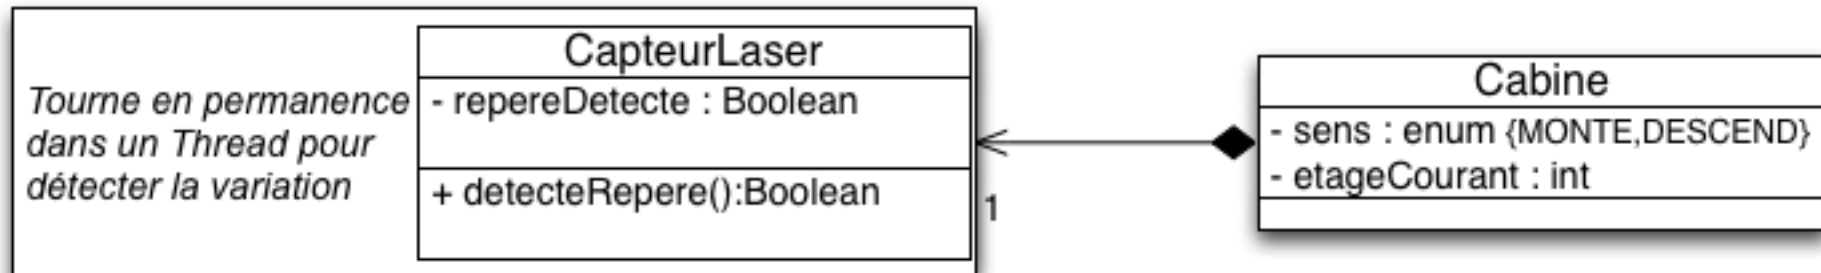 Tourne en permanence
dans un Thread pour
détecter la variation
CapteurLaser
- repereDetecte : Boolean
+ detecteRepere():Boolean
1
Cabine
- sens : enum {MONTE,DESCEND}
- etageCourant : int